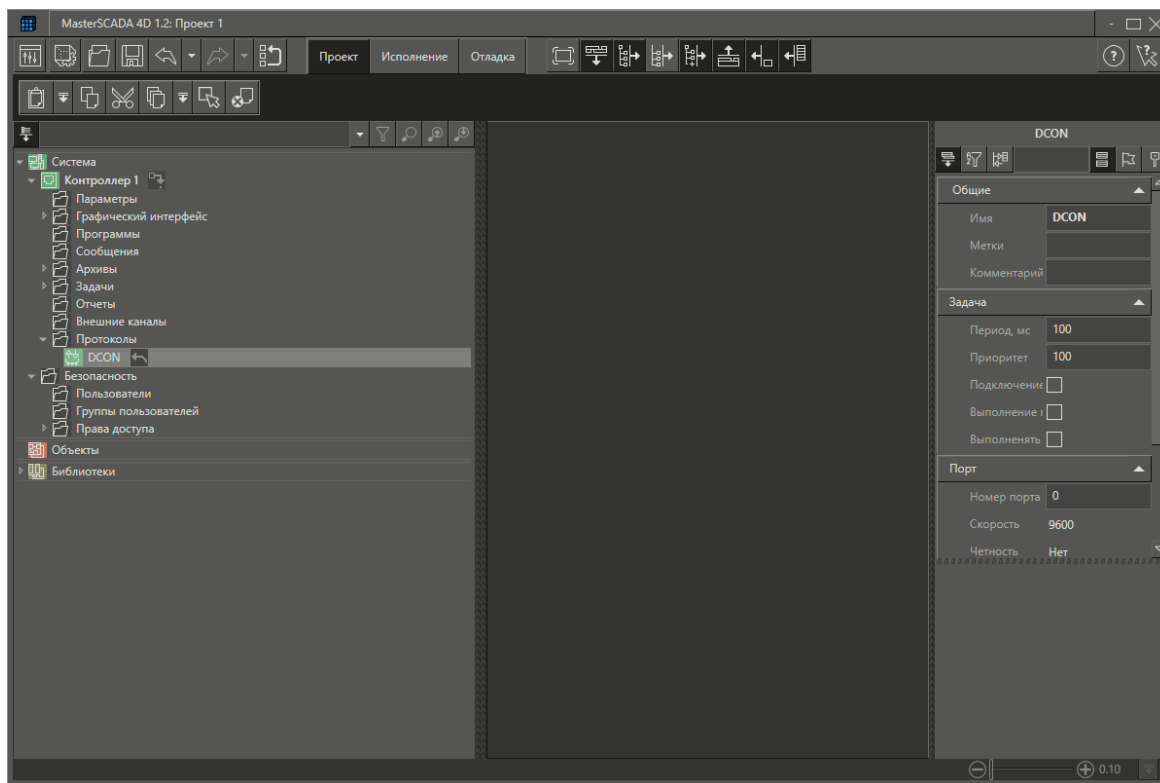 MasterSCADA 4D 1.2: Проект 1
Проект Исполнение Отладка
Система
Контроллер 1
Параметры
Графический интерфейс
Программы
Сообщения
Архивы
Задачи
Отчеты
Внешние каналы
Протоколы
DCON
Безопасность
Пользователи
Группы пользователей
Права доступа
Объекты
Библиотеки
DCON
Общие
Имя DCON
Метки
Комментарий
Задача
Период, мс 100
Приоритет 100
Подключение
Выполнение г
Выполненять
Порт
Номер порта 0
Скорость 9600
Четность Нет
0.10